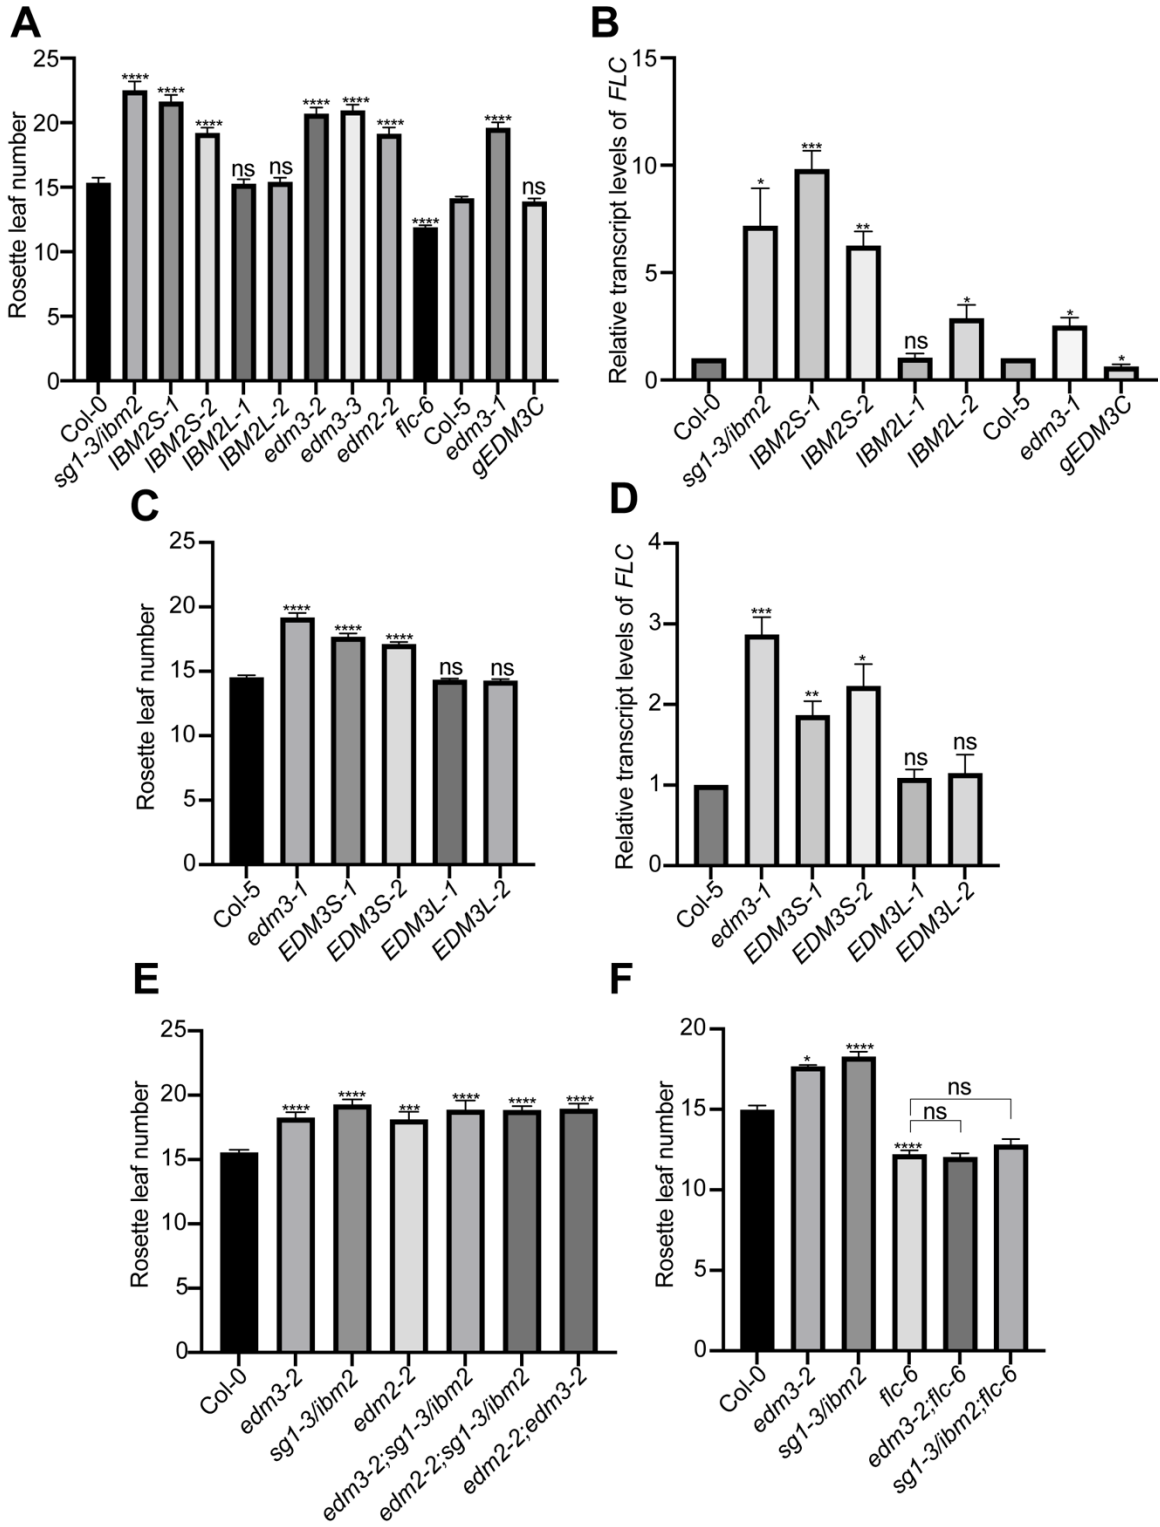 A
Rosette leaf number
25
20
15
10
5
0
****
****
****
ns
ns
****
****
****
****
****
ns
Col-0
sg1-3/ibm2
IBM2S-1
IBM2S-2
IBM2L-1
IBM2L-2
edm3-2
edm3-3
edm2-2
flc-6
Col-5
edm3-1
gEDM3C
B
Relative transcript levels of FLC
15
10
5
0
*
***
**
ns
*
*
*
Col-0
sg1-3/ibm2
IBM2S-1
IBM2S-2
IBM2L-1
IBM2L-2
Col-5
edm3-1
gEDM3C
C
Rosette leaf number
25
20
15
10
5
0
****
****
****
ns
ns
Col-5
edm3-1
EDM3S-1
EDM3S-2
EDM3L-1
EDM3L-2
D
Relative transcript levels of FLC
4
3
2
1
0
***
**
*
ns
ns
Col-5
edm3-1
EDM3S-1
EDM3S-2
EDM3L-1
EDM3L-2
E
Rosette leaf number
25
20
15
10
5
0
****
****
***
****
****
****
Col-0
edm3-2
sg1-3/ibm2
edm2-2
edm3-2;sg1-3/ibm2
edm2-2;sg1-3/ibm2
edm2-2;edm3-2
F
Rosette leaf number
20
15
10
5
0
*
****
****
ns
ns
Col-0
edm3-2
sg1-3/ibm2
flc-6
edm3-2;flc-6
sg1-3/ibm2;flc-6